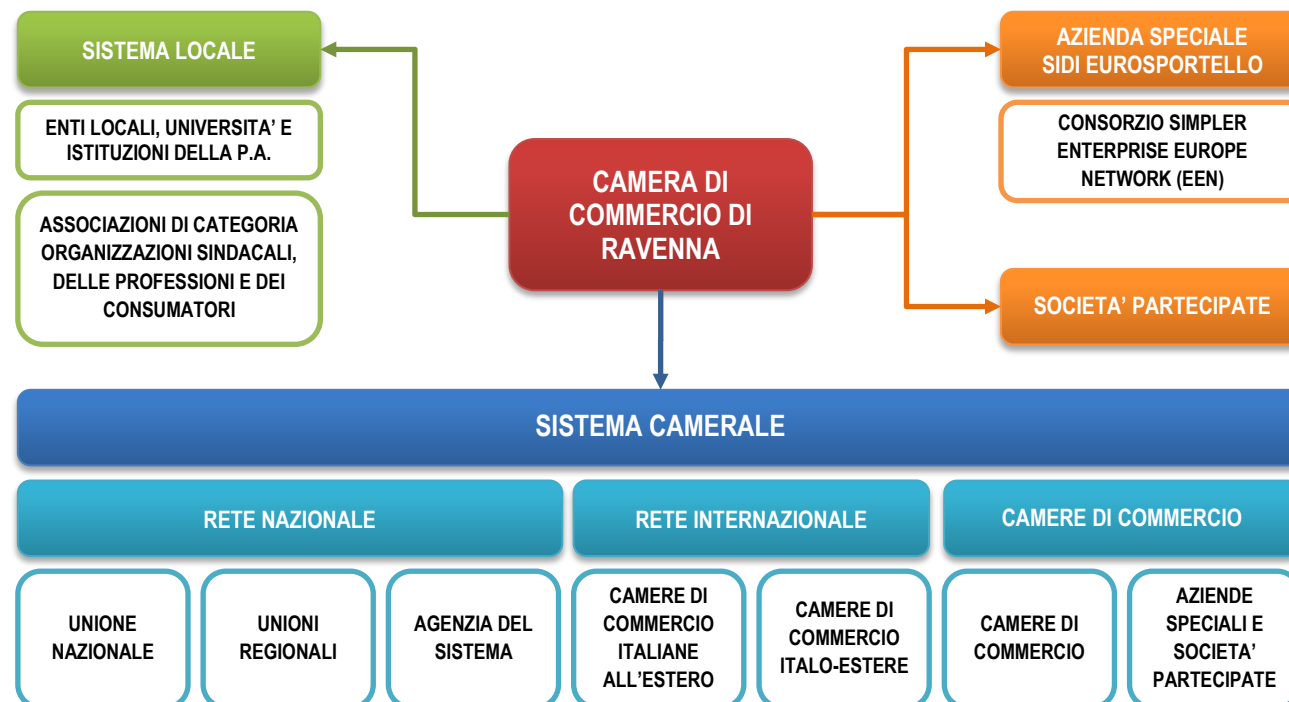 SISTEMA LOCALE
ENTI LOCALI, UNIVERSITA’ E
ISTITUZIONI DELLA P.A.
ASSOCIAZIONI DI CATEGORIA
ORGANIZZAZIONI SINDACALI,
DELLE PROFESSIONI E DEI
CONSUMATORI
CAMERA DI
COMMERCIO DI
RAVENNA
AZIENDA SPECIALE
SIDI EUROSPORTELLO
CONSORZIO SIMPLER
ENTERPRISE EUROPE
NETWORK (EEN)
SOCIETA’ PARTECIPATE
SISTEMA CAMERALE
RETE NAZIONALE
RETE INTERNAZIONALE
CAMERE DI COMMERCIO
UNIONE
NAZIONALE
UNIONI
REGIONALI
AGENZIA DEL
SISTEMA
CAMERE DI
COMMERCIO
ITALIANE
ALL’ESTERO
CAMERE DI
COMMERCIO
ITALO-ESTERE
CAMERE DI
COMMERCIO
AZIENDE
SPECIALI E
SOCIETA’
PARTECIPATE